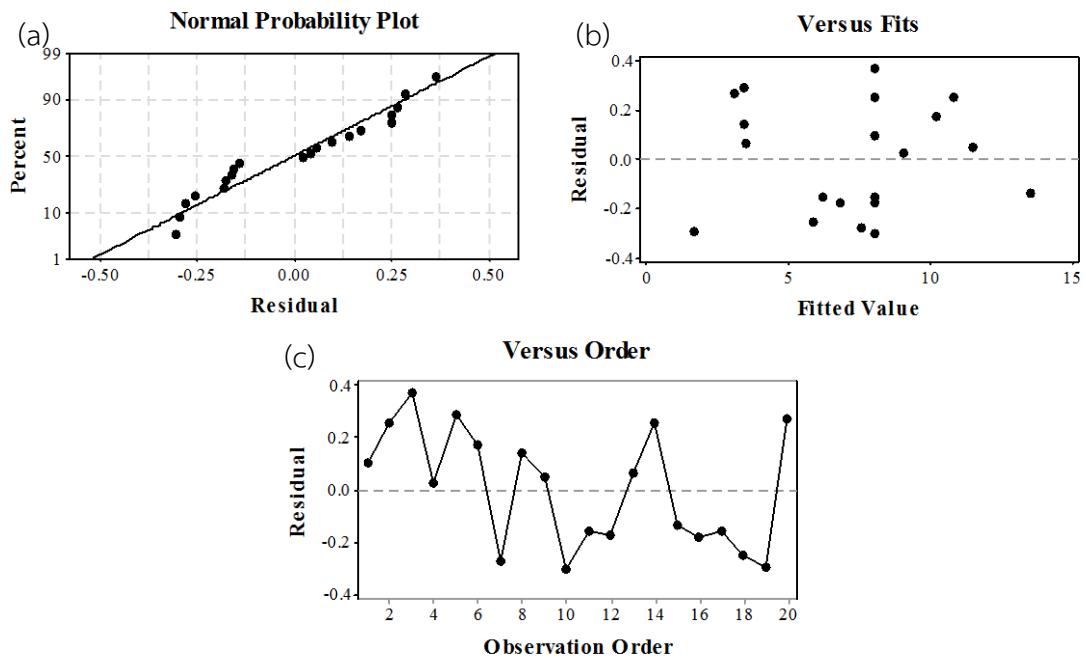 (a)
Normal Probability Plot
Percent
99
90
50
10
1
-0.50
-0.25
0.00
0.25
0.50
Residual
(b)
Versus Fits
Residual
0.4
0.2
0.0
-0.2
-0.4
0
5
10
15
Fitted Value
(c)
Versus Order
Residual
0.4
0.2
0.0
-0.2
-0.4
2
4
6
8
10
12
14
16
18
20
Observation Order